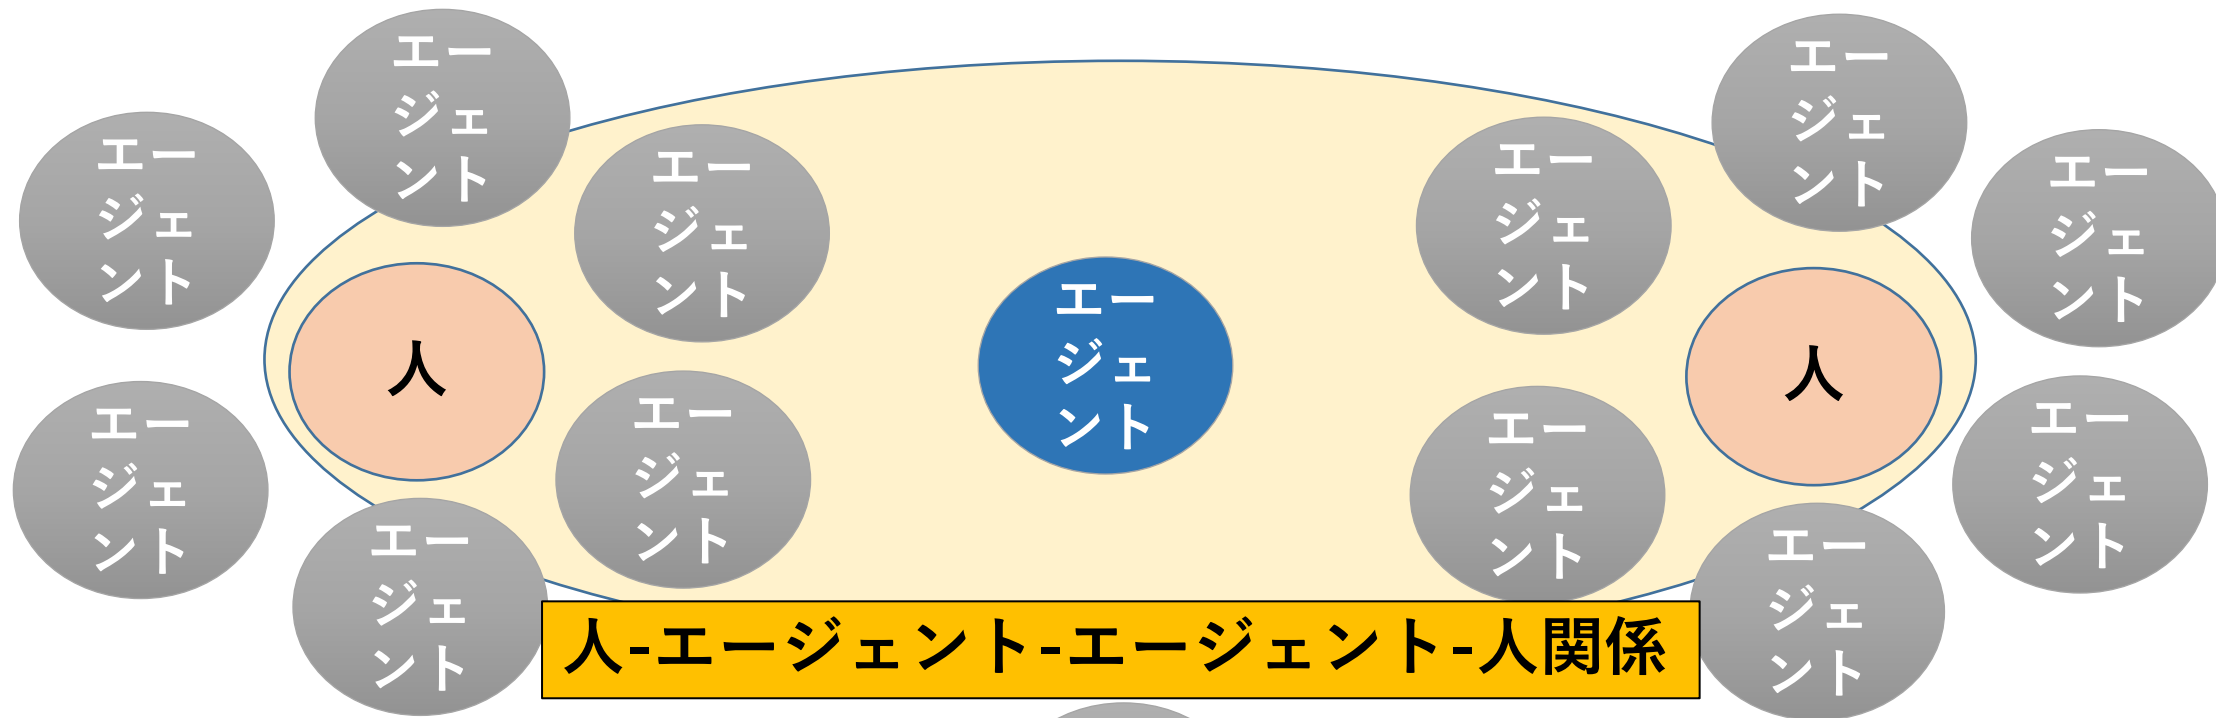 エー
ジェ
ント
エー
ジェ
ント
エー
ジェ
ント
エー
ジェ
ント
エー
ジェ
ント
エー
ジェ
ント
人
エー
ジェ
ント
人
エー
ジェ
ント
エー
ジェ
ント
エー
ジェ
ント
エー
ジェ
ント
エー
ジェ
ント
エー
ジェ
ント
エー
ジェ
ント
人-エージェント-エージェント-人関係